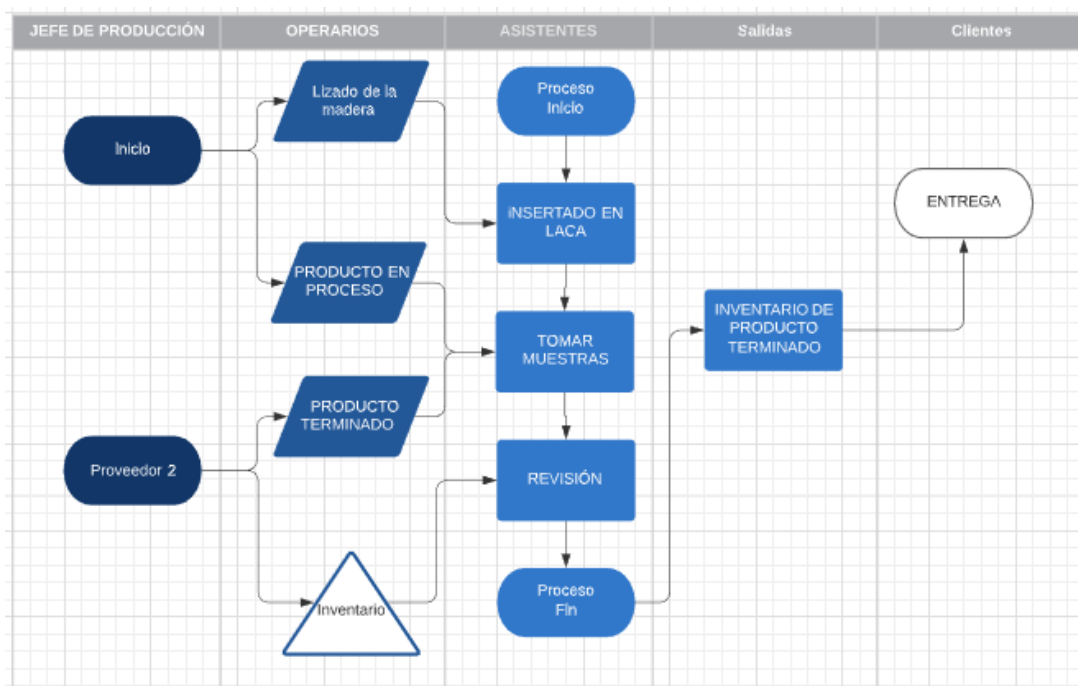 JEFE DE PRODUCCIÓN
OPERARIOS
ASISTENTES
Salidas
Clientes
Lizado de la
madera
Proceso
Inicio
Inicio
iNSERTADO EN
LACA
ENTREGA
PRODUCTO EN
PROCESO
TOMAR
MUESTRAS
INVENTARIO DE
PRODUCTO
TERMINADO
PRODUCTO
TERMINADO
Proveedor 2
REVISIÓN
Inventario
Proceso
Fin